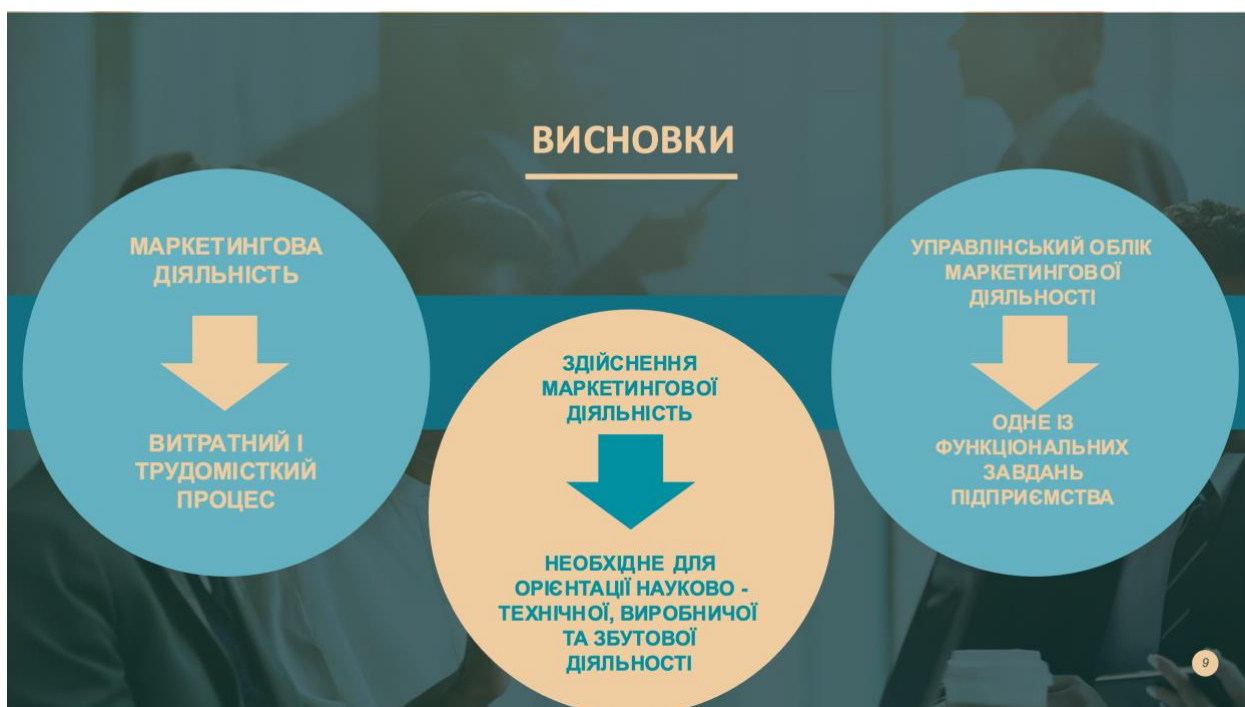 ВИСНОВКИ
МАРКЕТИНГОВА
ДІЯЛЬНІСТЬ
ВИТРАТНИЙ І
ТРУДОМІСТКИЙ
ПРОЦЕС
ЗДІЙСНЕННЯ
МАРКЕТИНГОВОЇ
ДІЯЛЬНІСТЬ
НЕОБХІДНЕ ДЛЯ
ОРІЄНТАЦІЇ НАУКОВО -
ТЕХНІЧНОЇ, ВИРОБНИЧОЇ
ТА ЗБУТОВОЇ
ДІЯЛЬНОСТІ
УПРАВЛІНСЬКИЙ ОБЛІК
МАРКЕТИНГОВОЇ
ДІЯЛЬНОСТІ
ОДНЕ ІЗ
ФУНКЦІОНАЛЬНИХ
ЗАВДАНЬ
ПІДПРИЄМСТВА
9